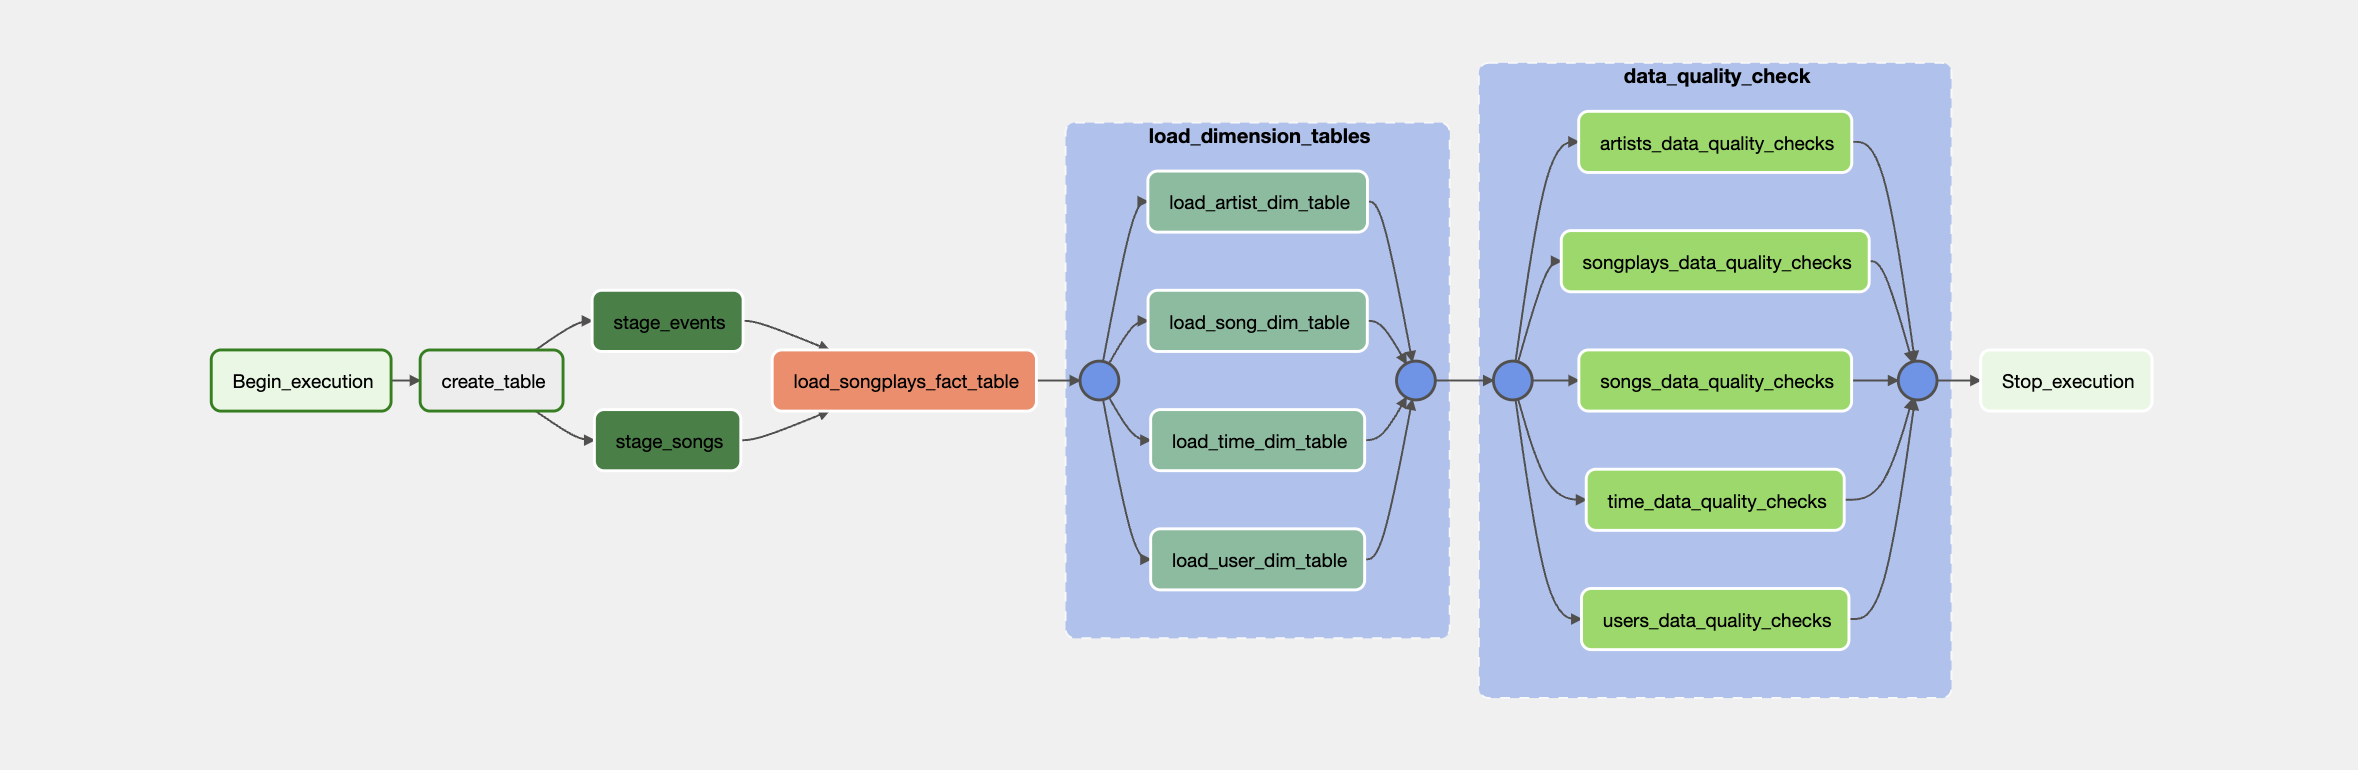 Begin_execution
create_table
stage_events
stage_songs
load_songplays_fact_table
load_dimension_tables
load_artist_dim_table
load_song_dim_table
load_time_dim_table
load_user_dim_table
data_quality_check
artists_data_quality_checks
songplays_data_quality_checks
songs_data_quality_checks
time_data_quality_checks
users_data_quality_checks
Stop_execution